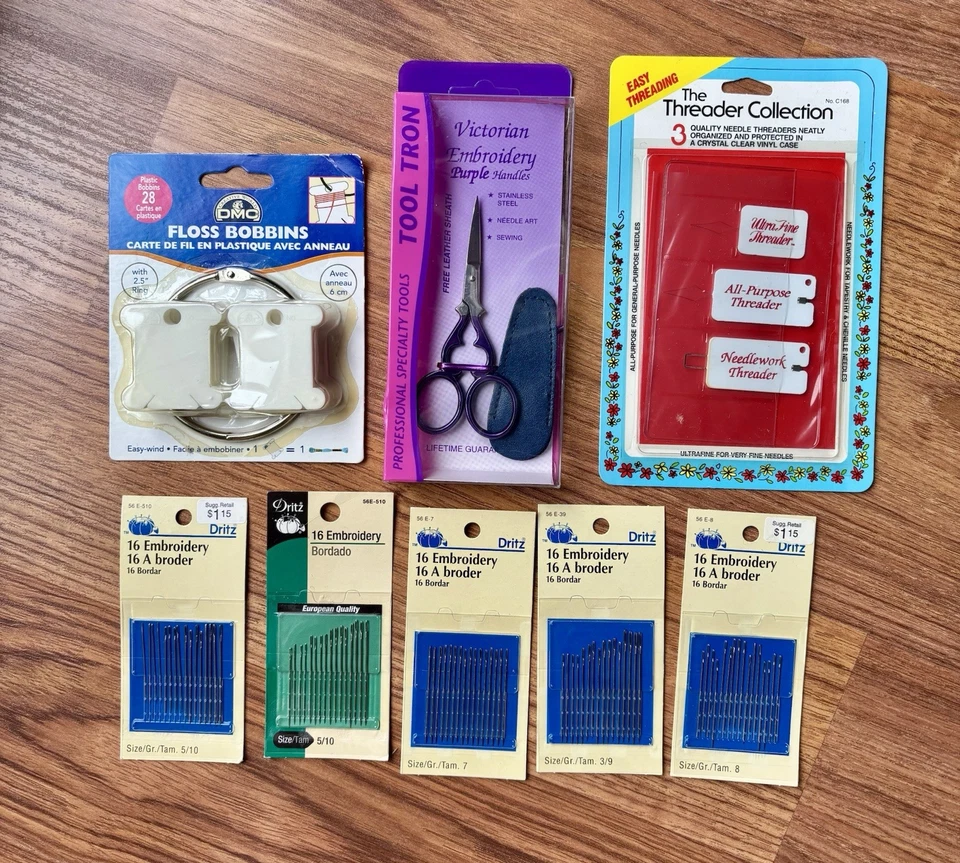 Plastic
Bobbins
28
Cartes en
plastique
DMC
FLOSS BOBBINS
CARTE DE FIL EN PLASTIQUE AVEC ANNEAU
with
2.5"
Ring
Avec
anneau
6 cm
Easy-wind • Facile à embobiner • 1 = 1
TOOL TRON
PROFESSIONAL SPECIALTY TOOLS
Victorian
Embroidery
Purple Handles
★ STAINLESS
STEEL
★ NEEDLE ART
★ SEWING
FREE LEATHER SHEATH
LIFETIME GUARA
EASY
THREADING
The
Threader Collection
No. C168
3 QUALITY NEEDLE THREADERS NEATLY
ORGANIZED AND PROTECTED IN
A CRYSTAL CLEAR VINYL CASE
Ultra Fine
Threader
All-Purpose
Threader
Needlework
Threader
ALL-PURPOSE FOR GENERAL-PURPOSE NEEDLES
NEEDLEWORK FOR TAPESTRY & CHENILLE NEEDLES
ULTRAFINE FOR VERY FINE NEEDLES
56 E-510
Sugg. Retail
$1 15
Dritz
16 Embroidery
16 A broder
16 Bordar
Size/Gr./Tam. 5/10
56E-510
Dritz
16 Embroidery
Bordado
European Quality
Size/Tam 5/10
56 E-7
Dritz
16 Embroidery
16 A broder
16 Bordar
Size/Gr./Tam. 7
56 E-39
Dritz
16 Embroidery
16 A broder
16 Bordar
Size/Gr./Tam. 3/9
56 E-8
Sugg. Retail
$1 15
Dritz
16 Embroidery
16 A broder
16 Bordar
Size/Gr./Tam. 8